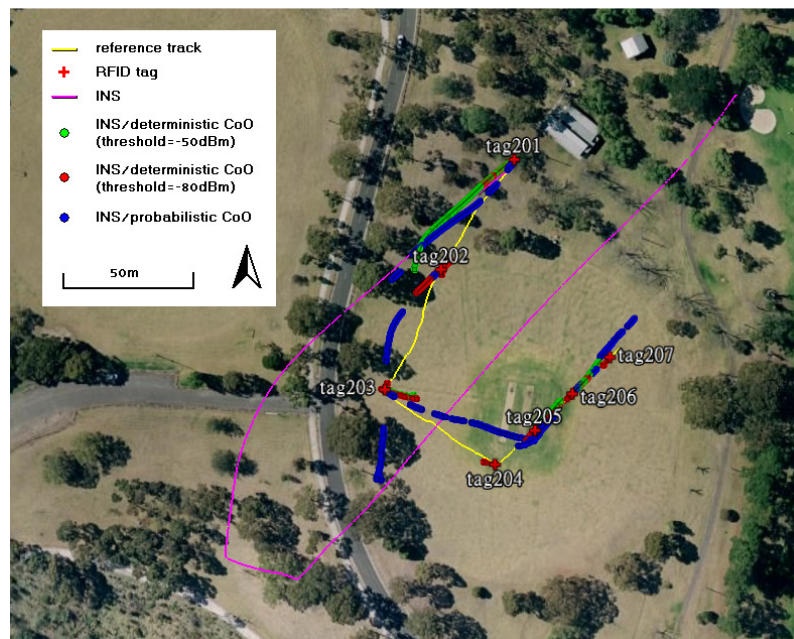 reference track
RFID tag
INS
INS/deterministic CoO
(threshold=-50dBm)
INS/deterministic CoO
(threshold=-80dBm)
INS/probabilistic CoO
50m
tag201
tag202
tag203
tag204
tag205
tag206
tag207